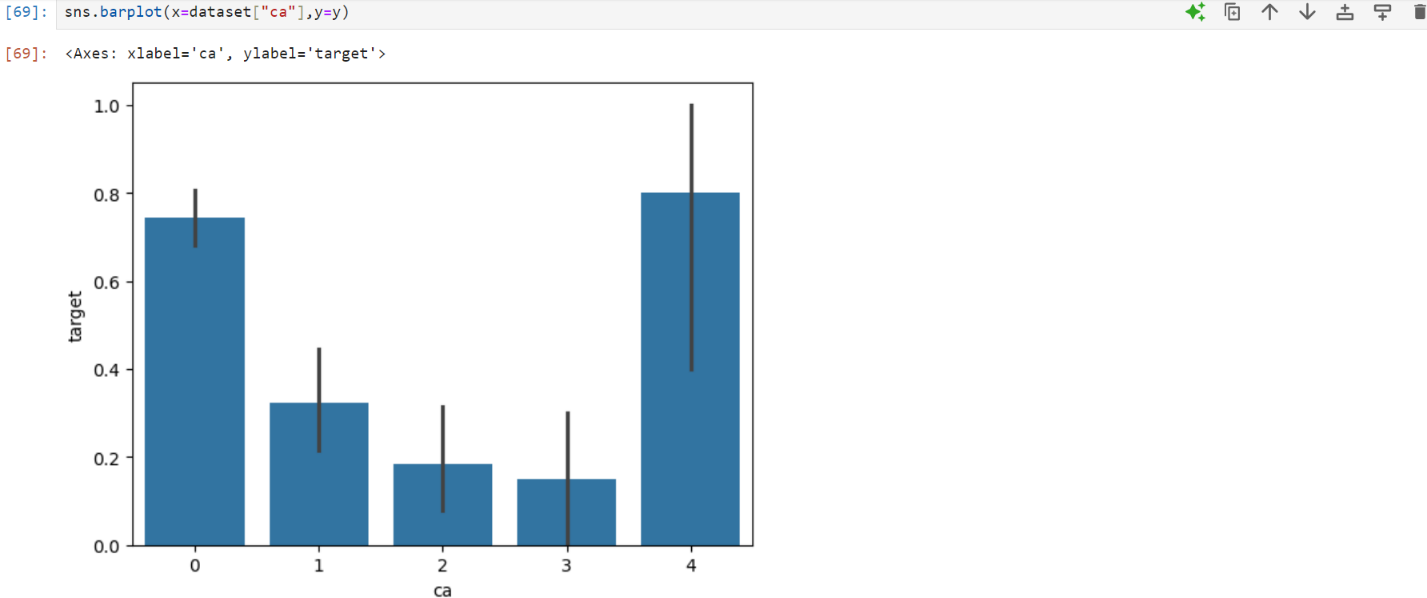 [69]: sns.barplot(x=dataset["ca"],y=y)
[69]: <Axes: xlabel='ca', ylabel='target'>
1.0
0.8
0.6
0.4
0.2
0.0
target
0 1 2 3 4
ca